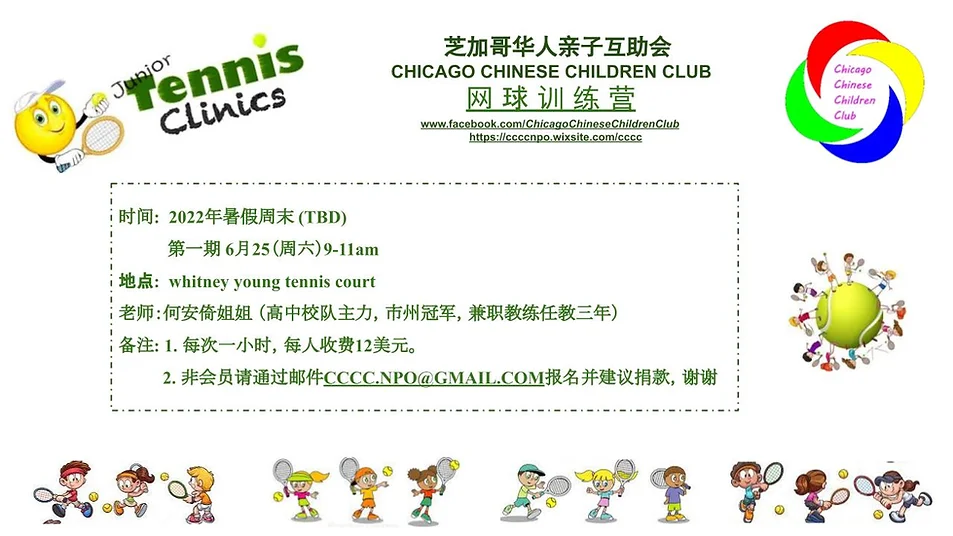 Junior
Tennis
Clinics
芝加哥华人亲子互助会
CHICAGO CHINESE CHILDREN CLUB
网球训练营
www.facebook.com/ChicagoChineseChildrenClub
https://ccccnpo.wixsite.com/cccc
Chicago
Chinese
Children
Club
时间: 2022年暑假周末 (TBD)
第一期 6月25(周六)9-11am
地点: whitney young tennis court
老师:何安倚姐姐 (高中校队主力, 市州冠军, 兼职教练任教三年)
备注: 1. 每次一小时, 每人收费12美元。
2. 非会员请通过邮件CCCC.NPO@GMAIL.COM报名并建议捐款, 谢谢